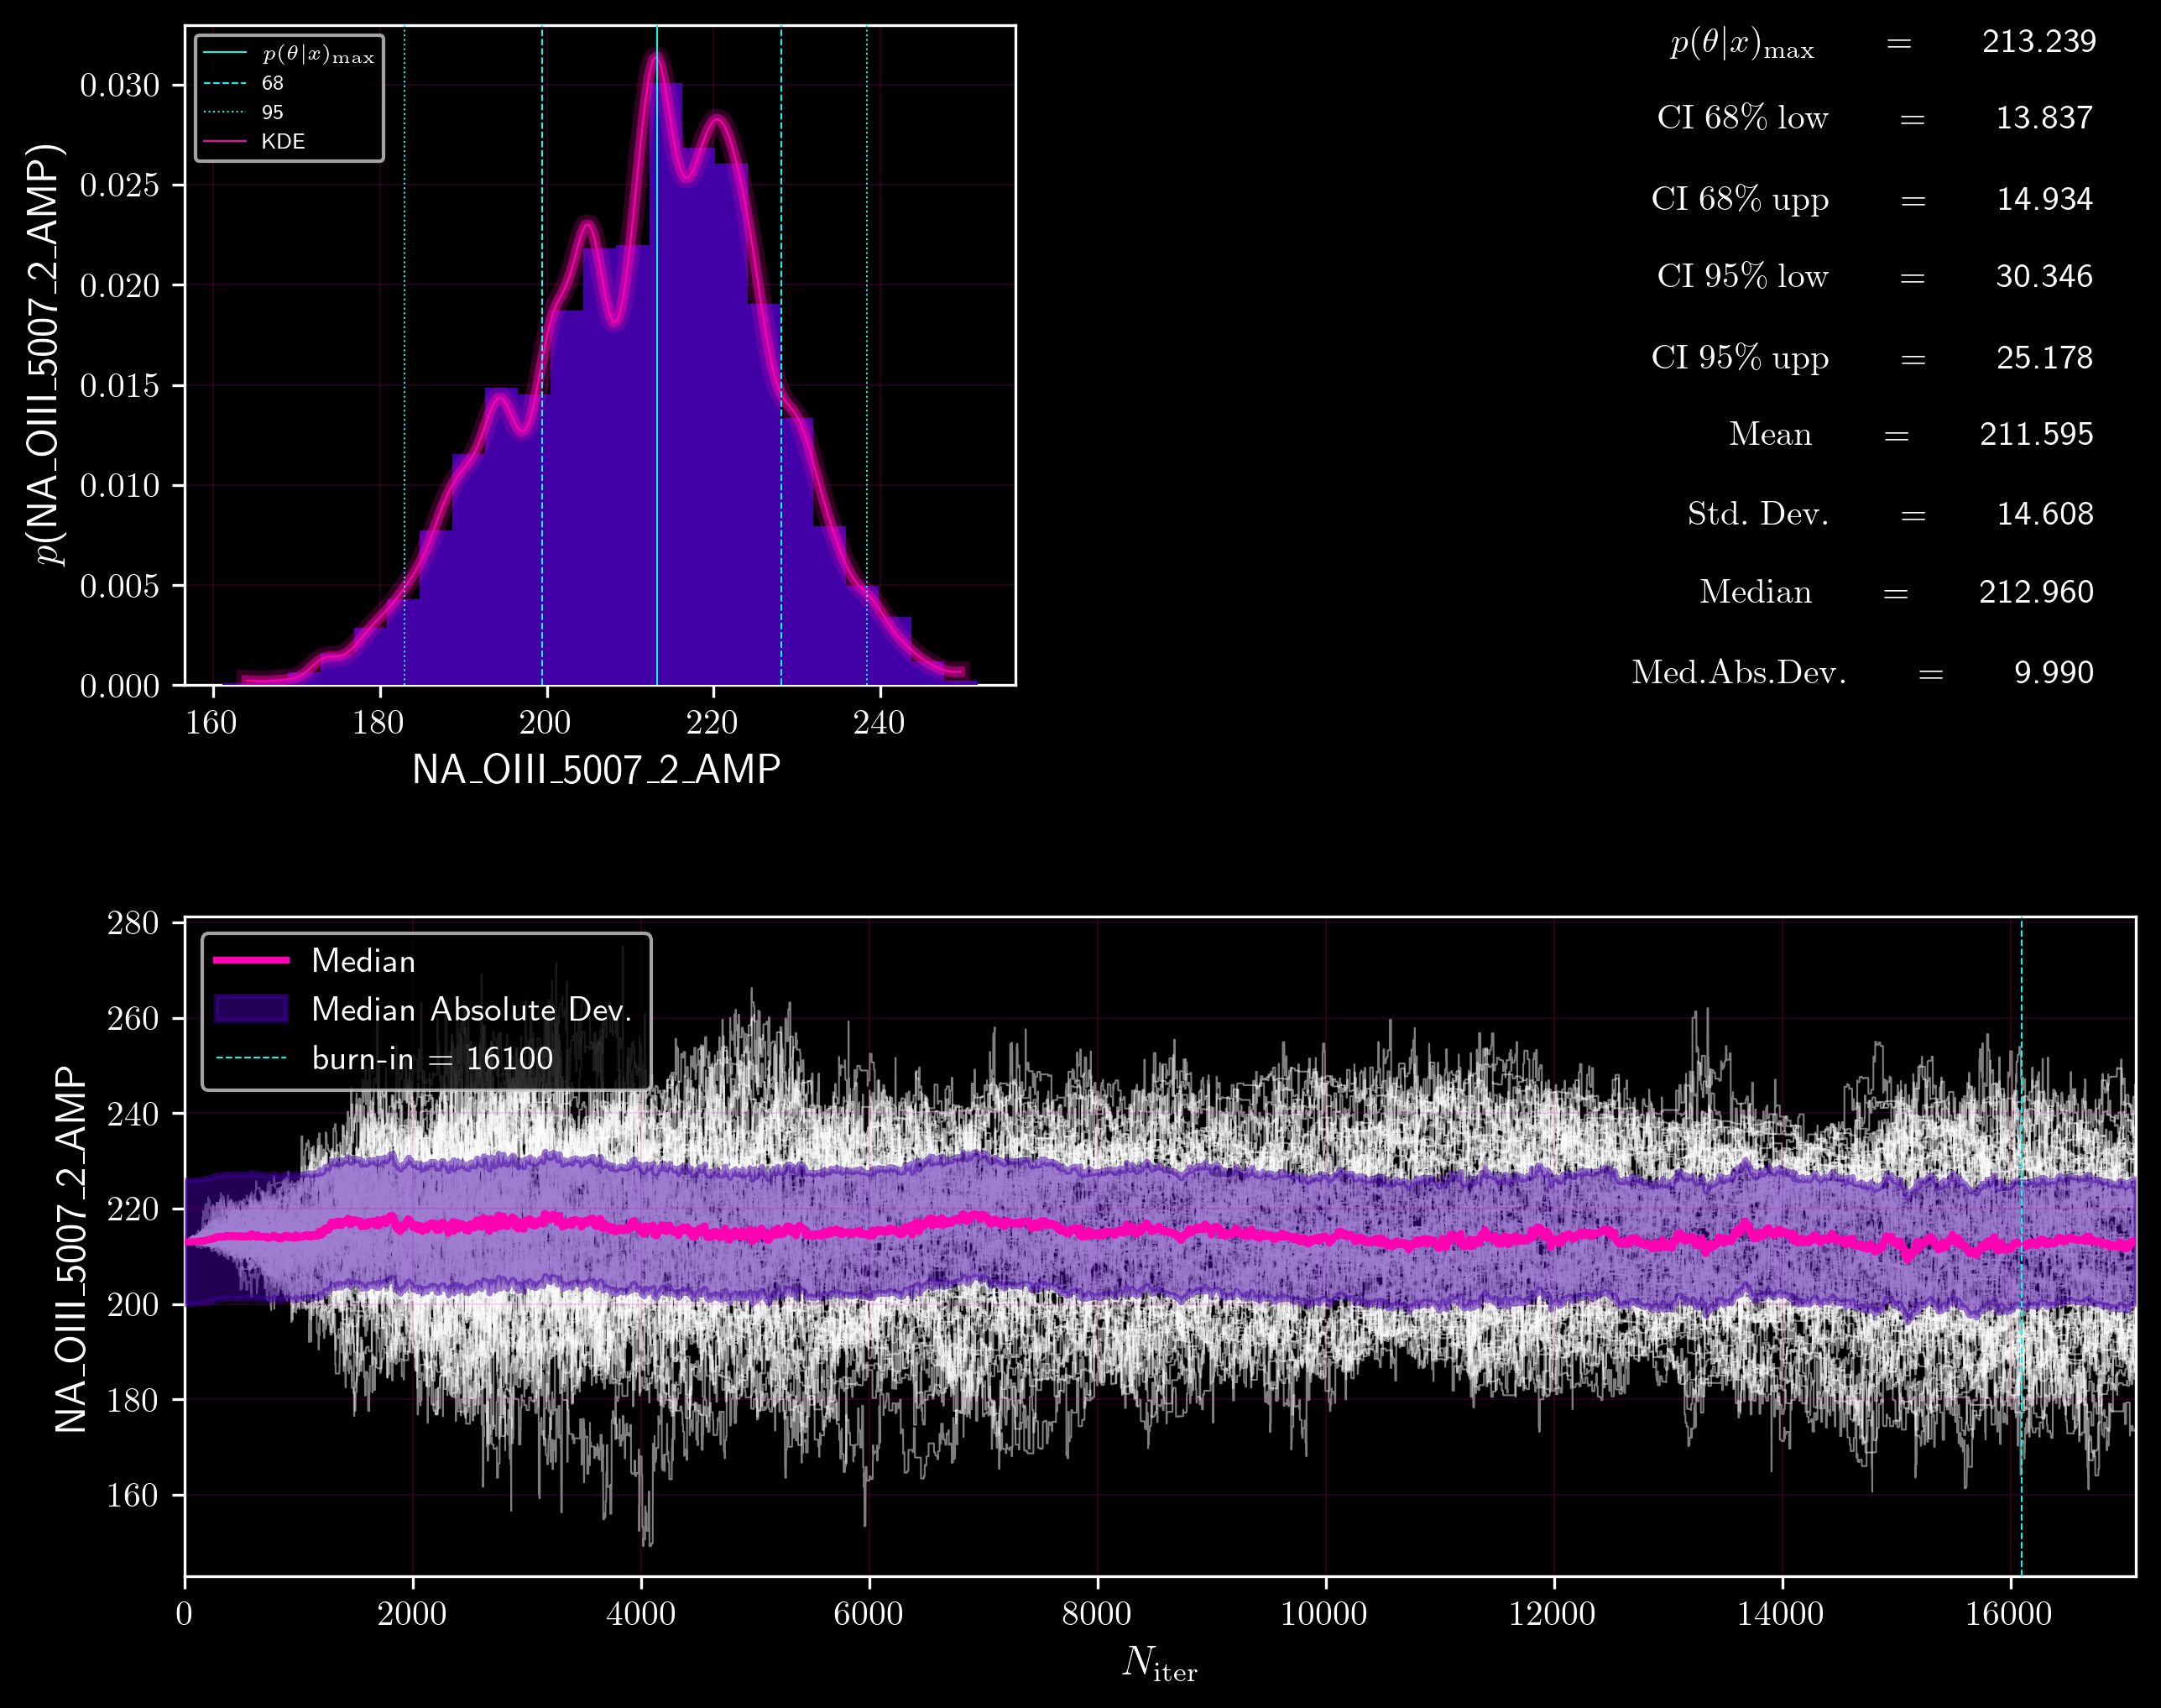 p(θ|x)max
68
95
KDE
0.030
0.025
0.020
0.015
0.010
0.005
0.000
p(NA_OIII_5007_2_AMP)
160 180 200 220 240
NA_OIII_5007_2_AMP
p(θ|x)max = 213.239
CI 68% low = 13.837
CI 68% upp = 14.934
CI 95% low = 30.346
CI 95% upp = 25.178
Mean = 211.595
Std. Dev. = 14.608
Median = 212.960
Med.Abs.Dev. = 9.990
Median
Median Absolute Dev.
burn-in = 16100
280
260
240
220
200
180
160
NA_OIII_5007_2_AMP
0 2000 4000 6000 8000 10000 12000 14000 16000
Niter